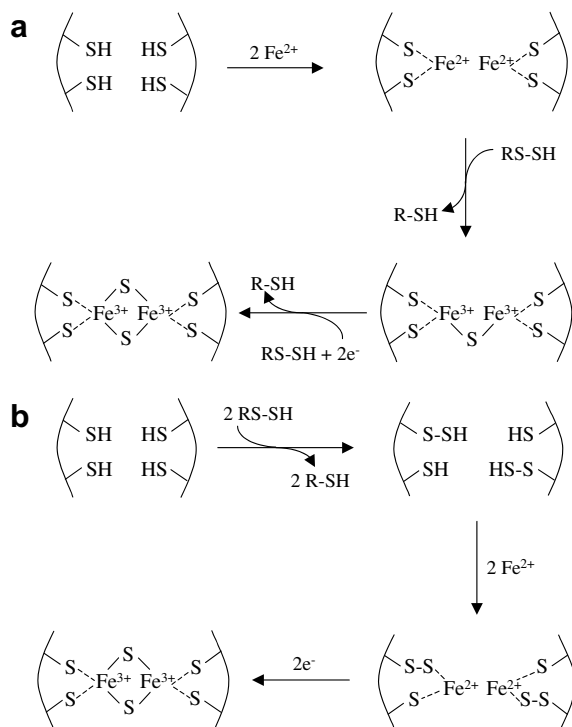 a
SH HS 2 Fe²⁺ S S
SH HS Fe²⁺ Fe²⁺
S S
RS-SH
R-SH
S
S Fe³⁺ Fe³⁺ S R-SH S Fe³⁺ Fe³⁺ S
S S S S S S
RS-SH + 2e⁻
b
SH HS 2 RS-SH S-SH HS
SH HS 2 R-SH SH HS-S
2 Fe²⁺
S
S Fe³⁺ Fe³⁺ S 2e⁻ S-S Fe²⁺ Fe²⁺ S
S S S S S-S